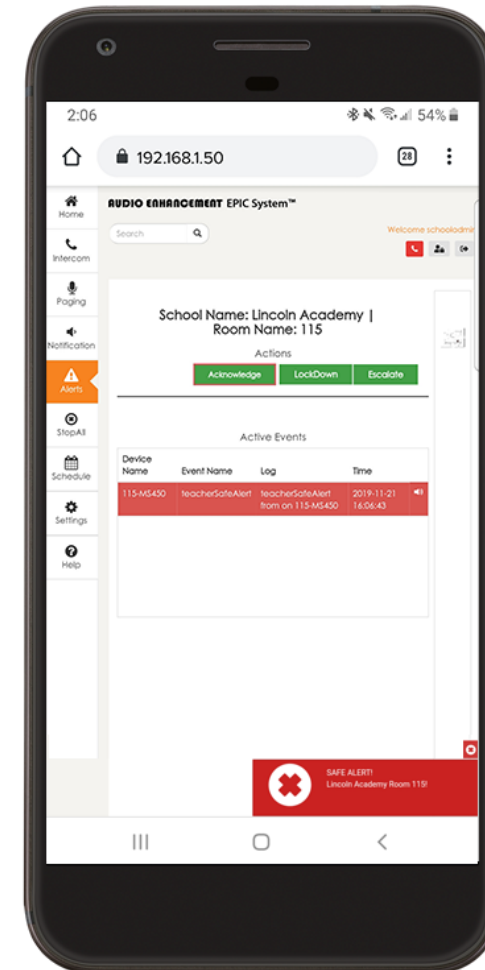 2:06
54%
192.168.1.50
28
Home
Intercom
Paging
Notification
Alerts
StopAll
Schedule
Settings
Help
AUDIO ENHANCEMENT EPIC System™
Search
Welcome schooladmin
School Name: Lincoln Academy |
Room Name: 115
Actions
Acknowledge LockDown Escalate
Active Events
Device
Name Event Name Log Time
115-MS450 teacherSafeAlert teacherSafeAlert 2019-11-21
from on 115-MS450 16:06:43
SAFE ALERT!
Lincoln Academy Room 115!